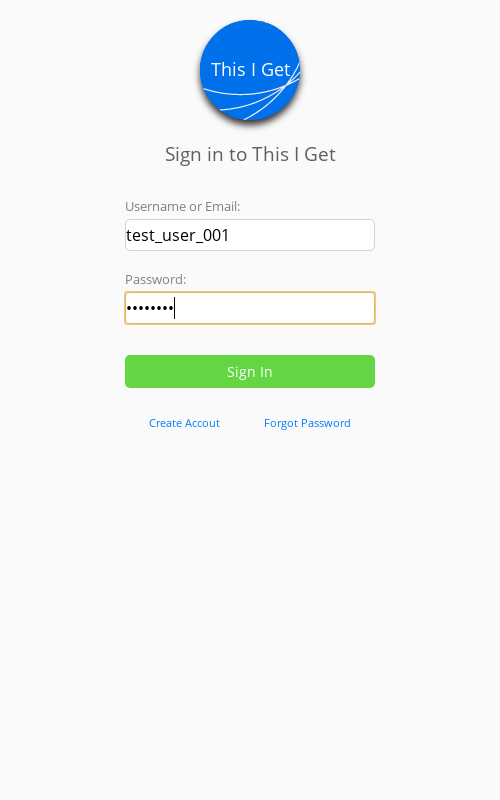 This I Get
Sign in to This I Get
Username or Email:
test_user_001
Password:
••••••••
Sign In
Create Accout Forgot Password